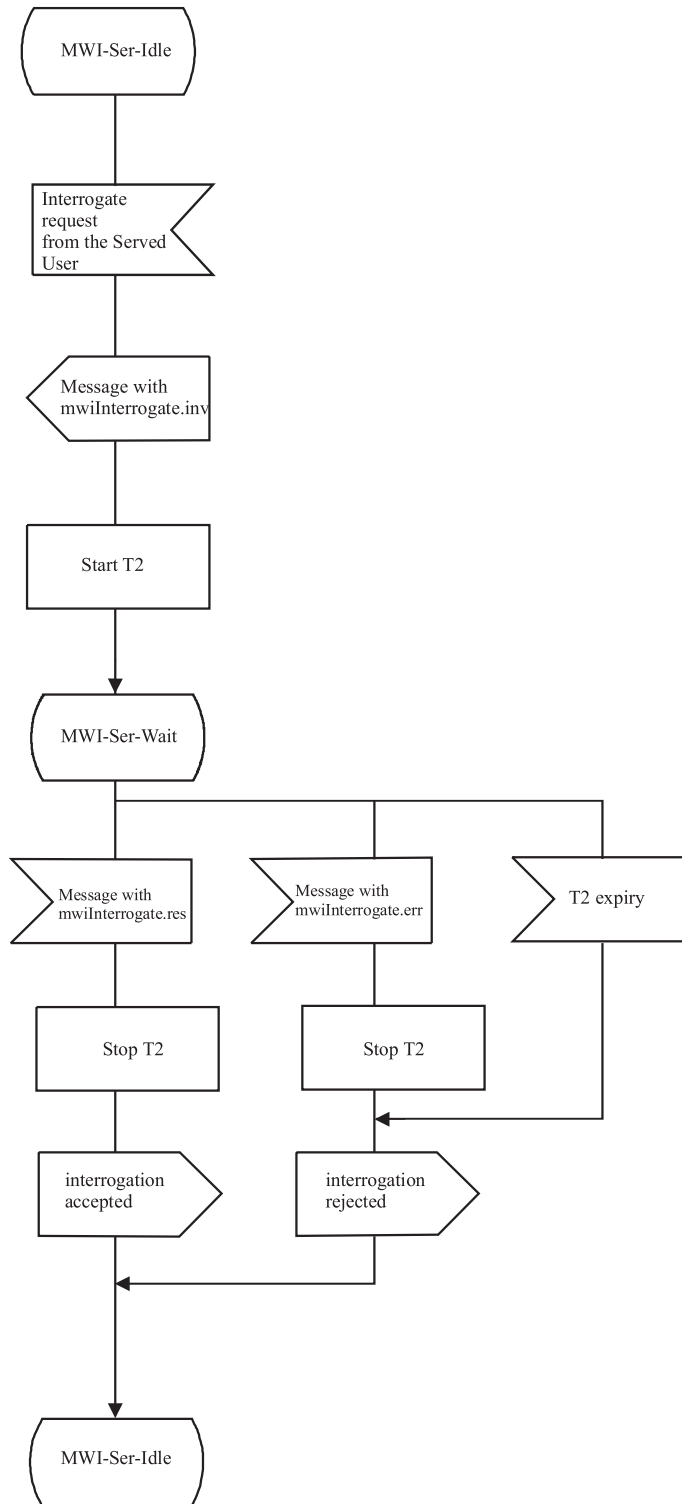 MWI-Ser-Idle
Interrogate
request
from the Served
User
Message with
mwiInterrogate.inv
Start T2
MWI-Ser-Wait
Message with
mwiInterrogate.res
Message with
mwiInterrogate.err
T2 expiry
Stop T2
Stop T2
interrogation
accepted
interrogation
rejected
MWI-Ser-Idle